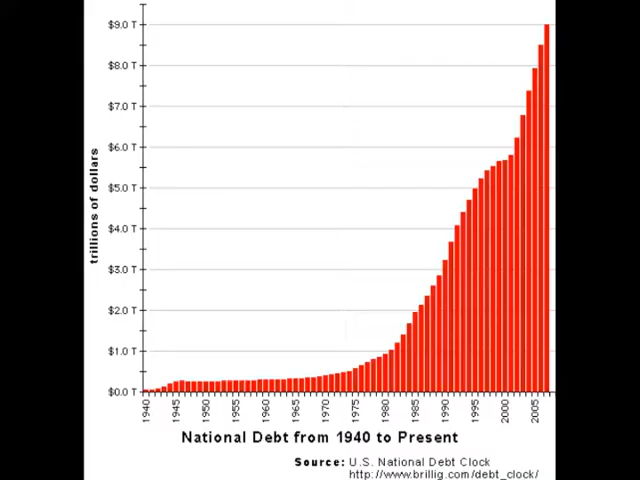 $9.0 T
$8.0 T
$7.0 T
$6.0 T
$5.0 T
$4.0 T
$3.0 T
$2.0 T
$1.0 T
$0.0 T
trillions of dollars
1940 1945 1950 1955 1960 1965 1970 1975 1980 1985 1990 1995 2000 2005
National Debt from 1940 to Present
Source: U.S. National Debt Clock
http://www.brillig.com/debt_clock/